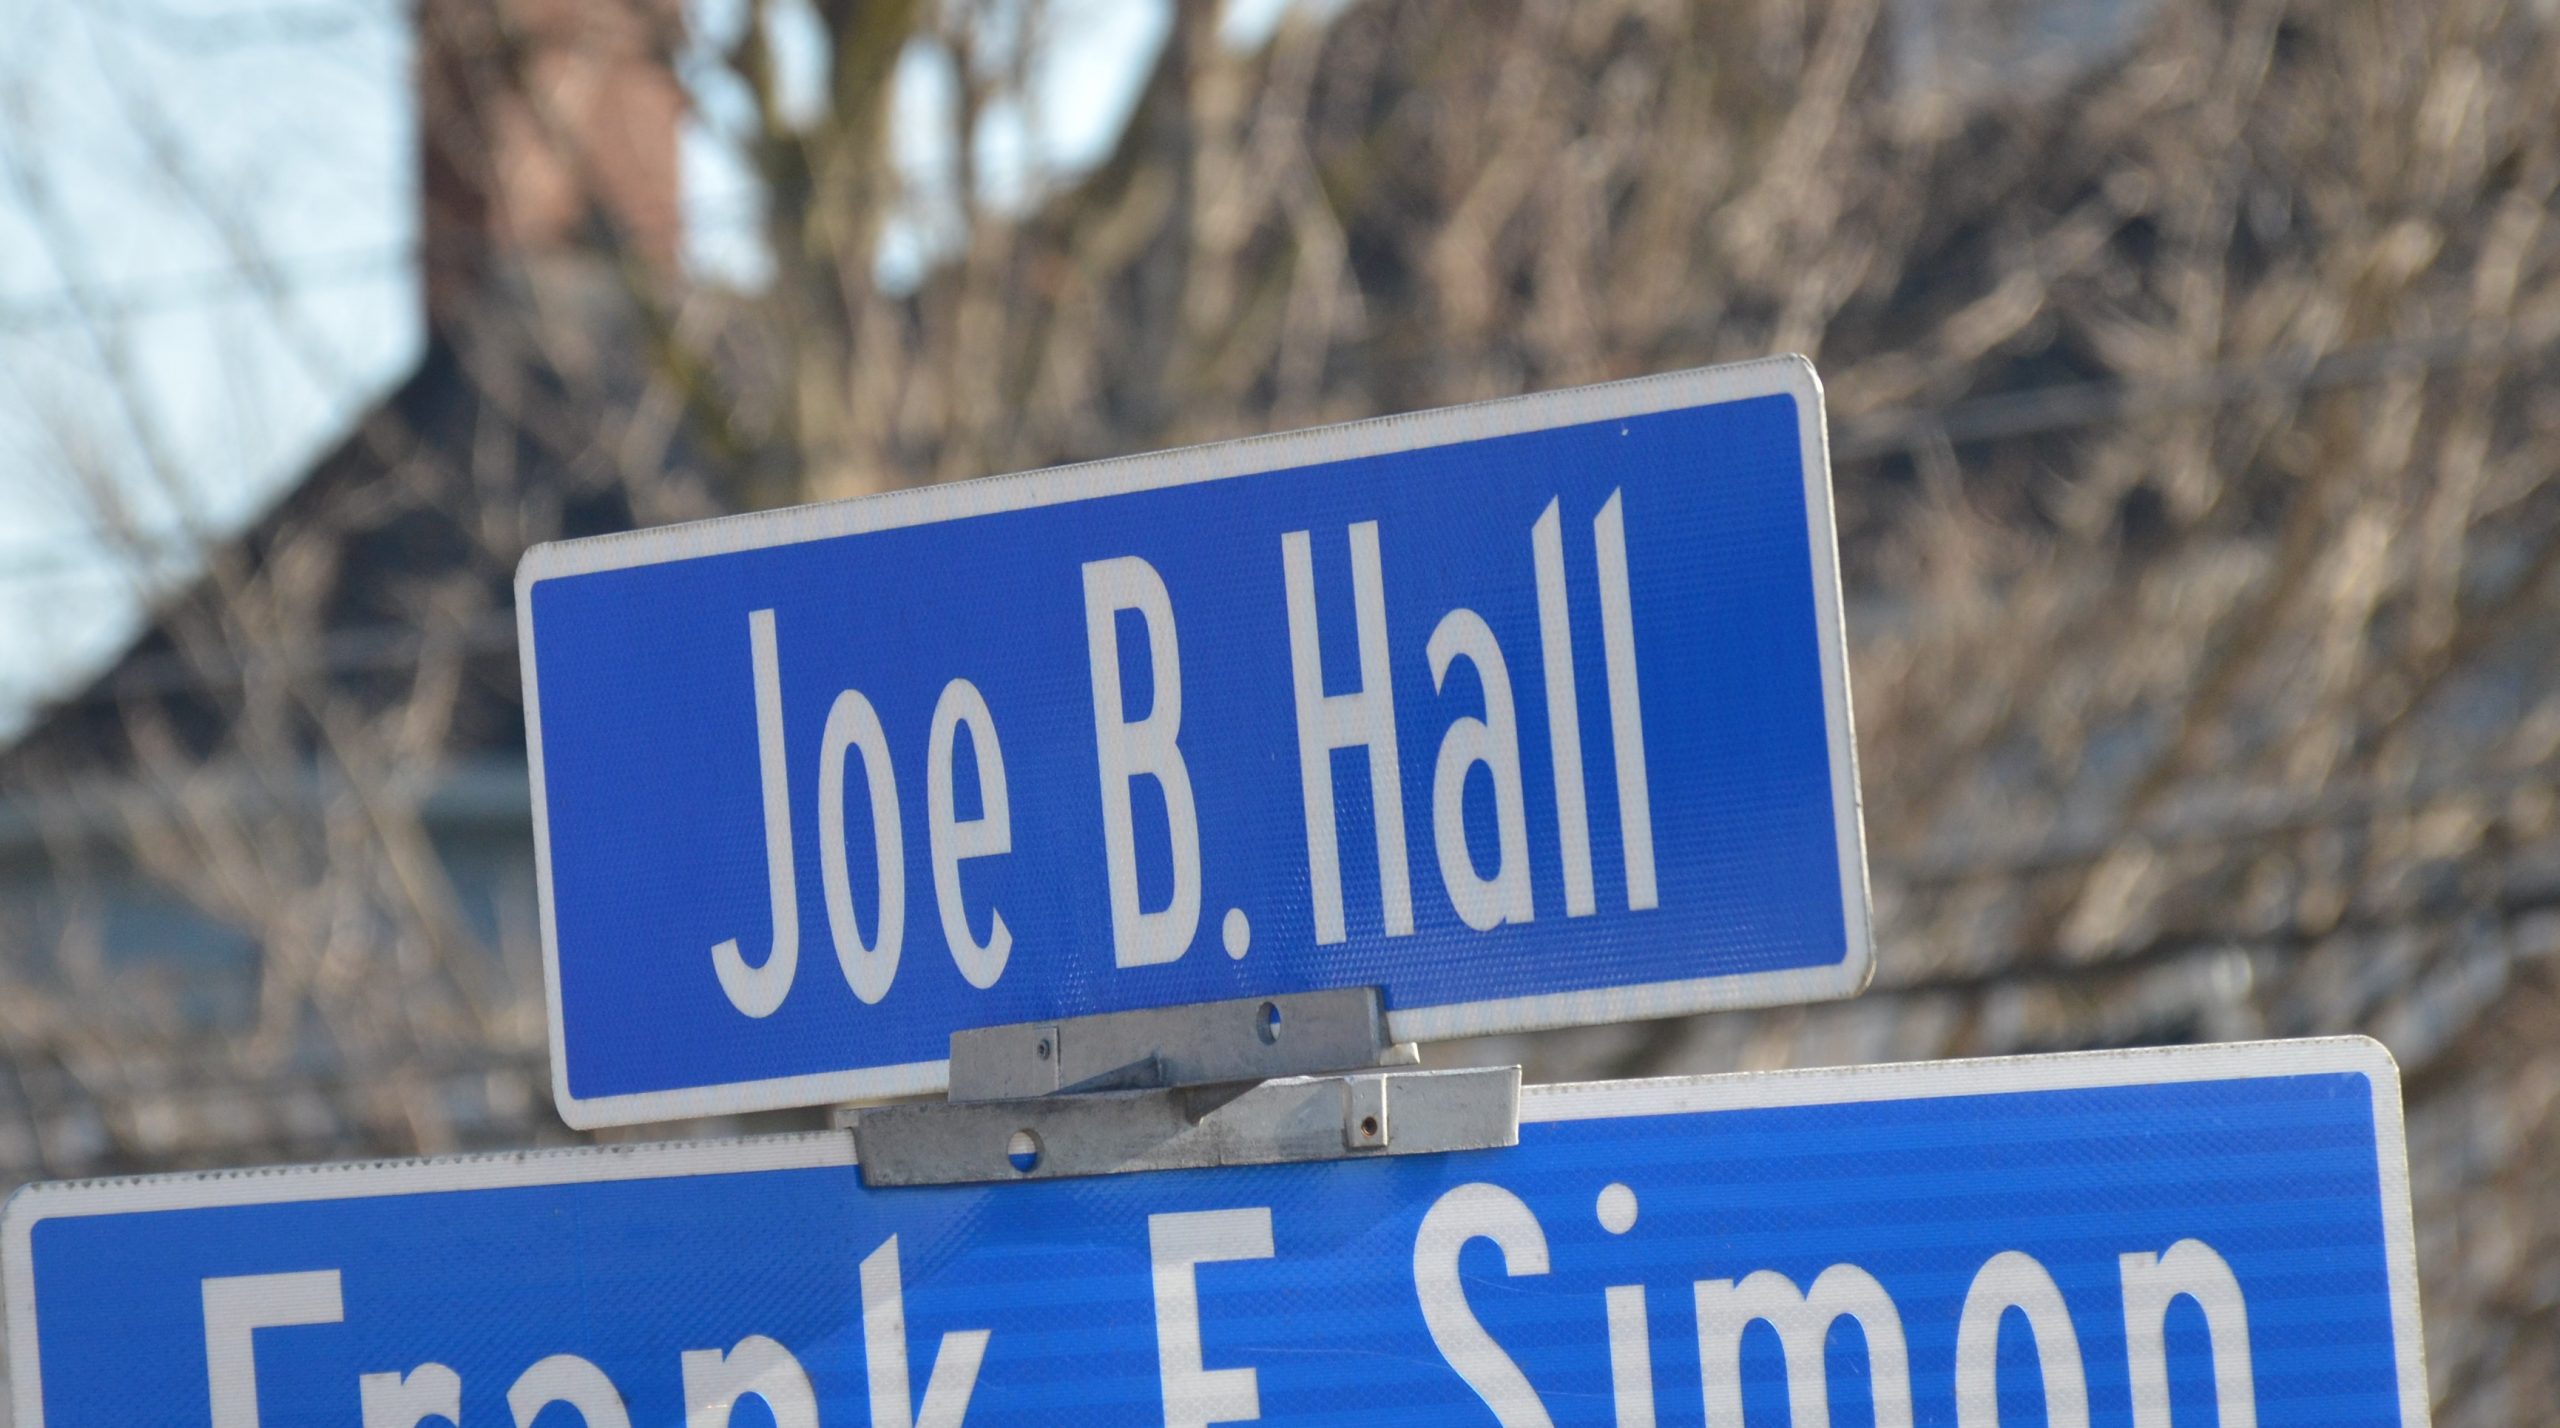 Joe B. Hall
Frank E Simon